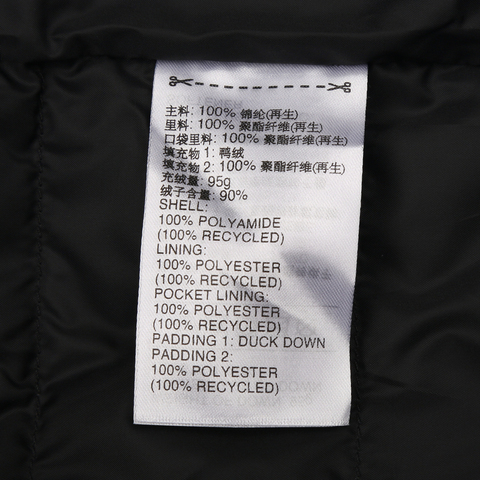 主料: 100% 锦纶(再生)
里料: 100% 聚酯纤维(再生)
口袋里料: 100% 聚酯纤维(再生)
填充物 1: 鸭绒
填充物 2: 100% 聚酯纤维(再生)
充绒量: 95g
绒子含量: 90%
SHELL:
100% POLYAMIDE
(100% RECYCLED)
LINING:
100% POLYESTER
(100% RECYCLED)
POCKET LINING:
100% POLYESTER
(100% RECYCLED)
PADDING 1: DUCK DOWN
PADDING 2:
100% POLYESTER
(100% RECYCLED)